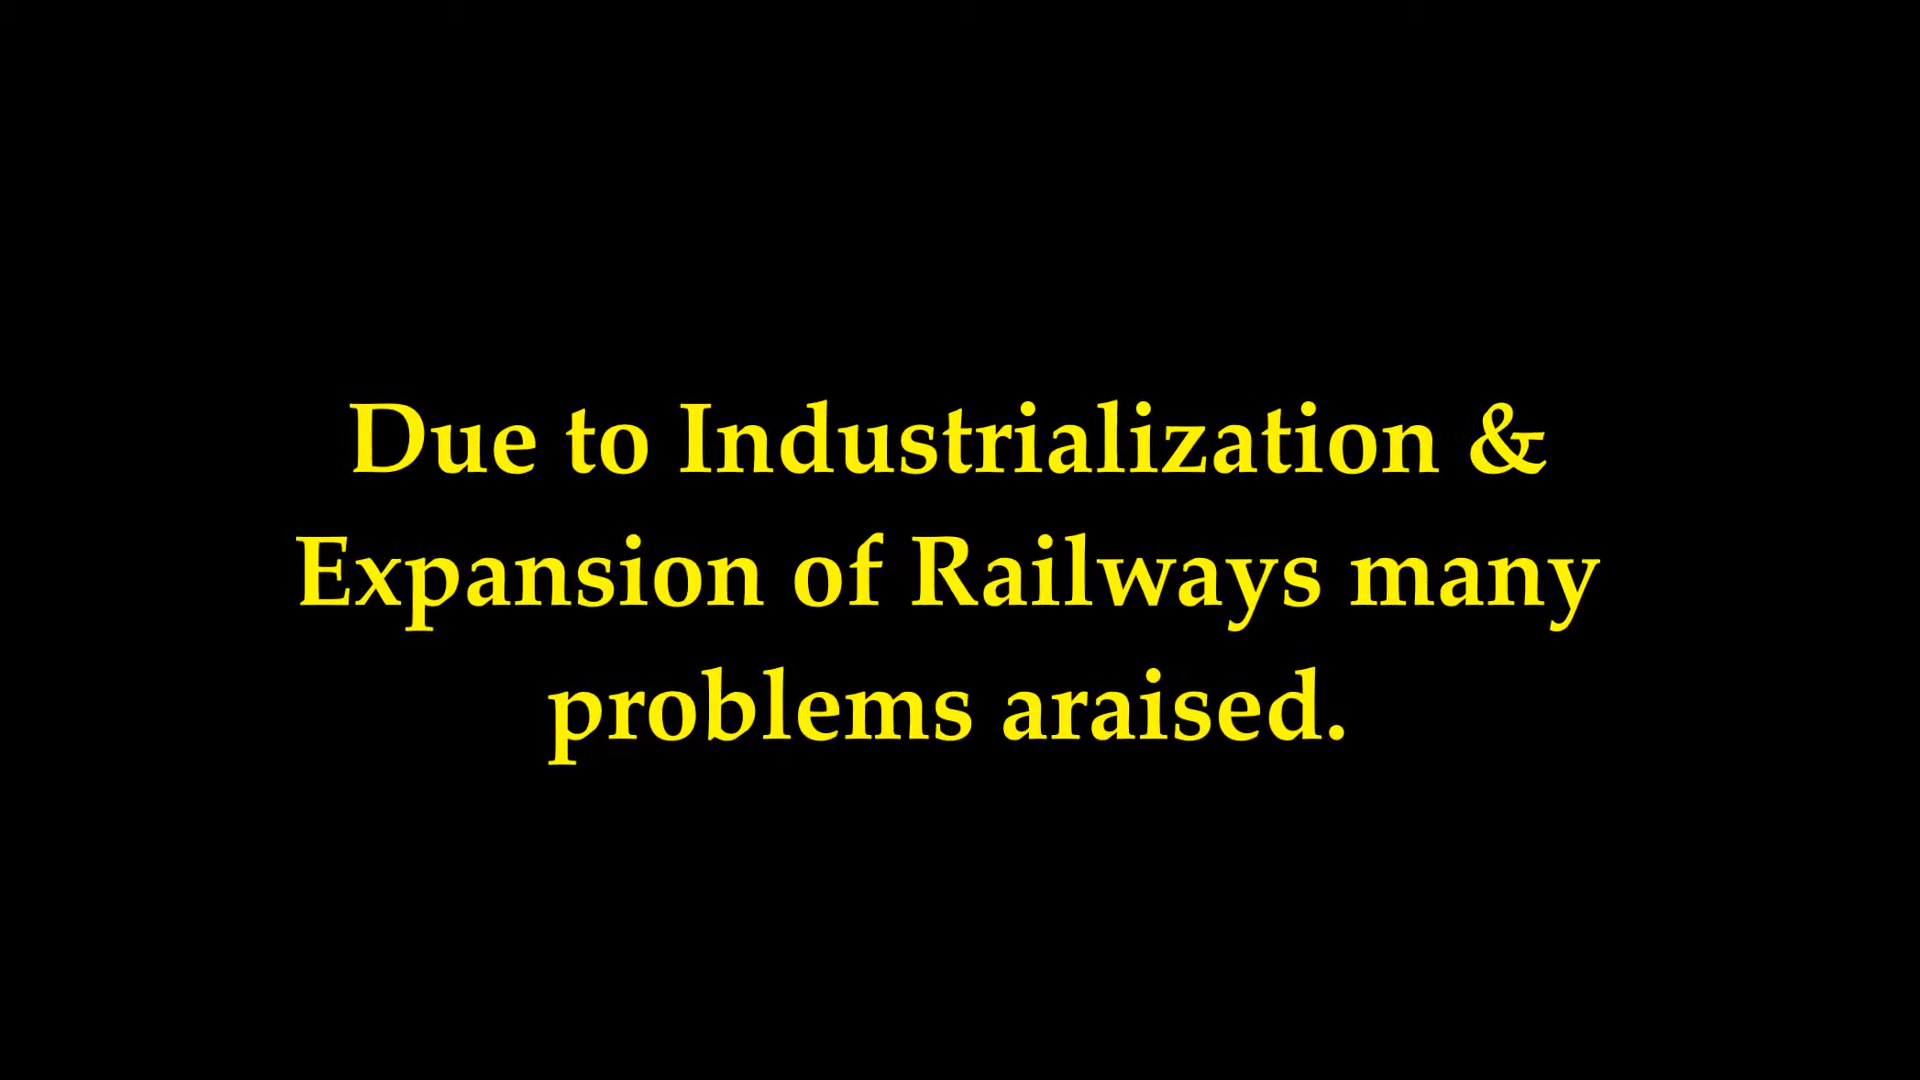 Due to Industrialization &
Expansion of Railways many
problems araised.